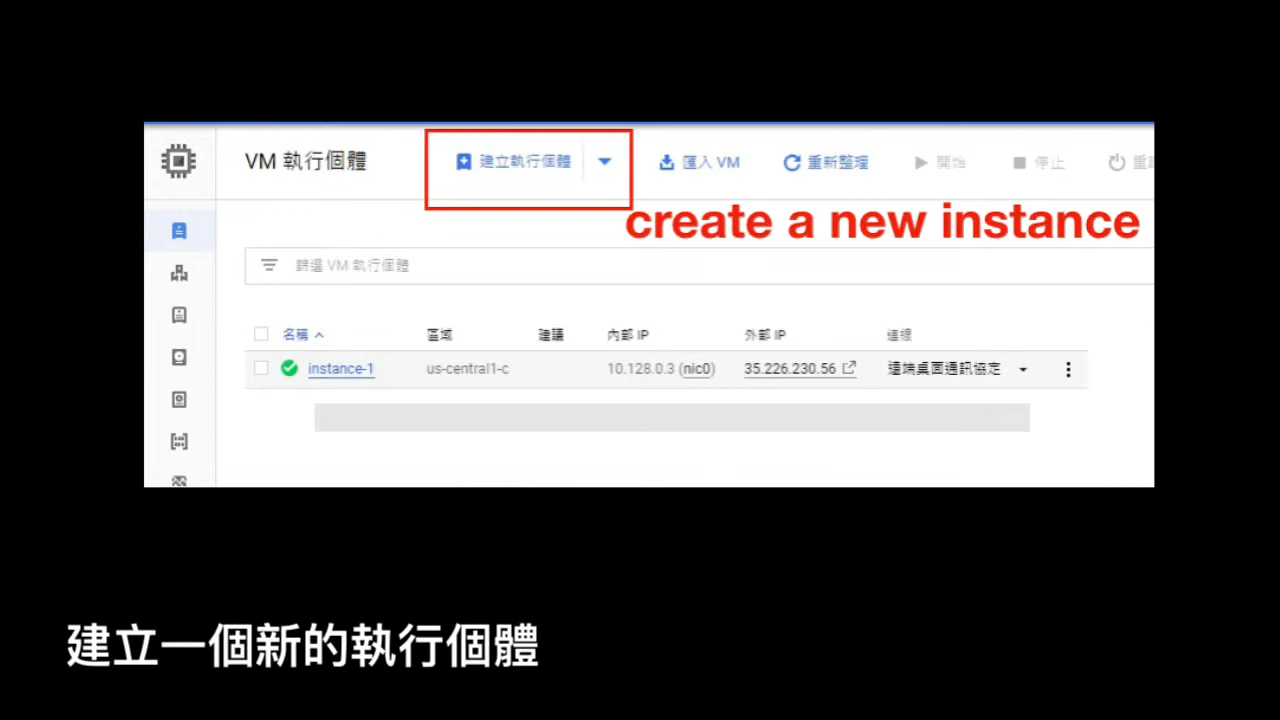 VM 執行個體 建立執行個體 匯入 VM 重新整理 開始 停止
create a new instance
篩選 VM 執行個體
名稱 區域 建議 內部 IP 外部 IP 連線
instance-1 us-central1-c 10.128.0.3 (nic0) 35.226.230.56 遠端桌面通訊協定
建立一個新的執行個體